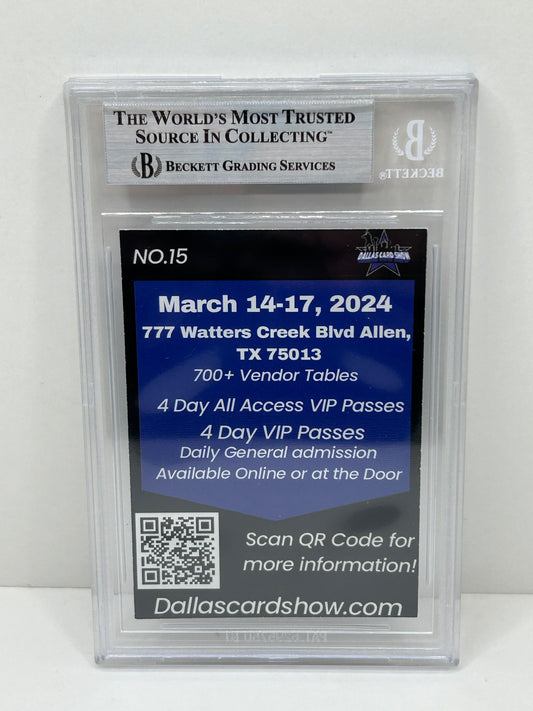 THE WORLD'S MOST TRUSTED
SOURCE IN COLLECTING™
B BECKETT GRADING SERVICES
B
BECKETT®
NO.15
DALLAS CARD SHOW
March 14-17, 2024
777 Watters Creek Blvd Allen,
TX 75013
700+ Vendor Tables
4 Day All Access VIP Passes
4 Day VIP Passes
Daily General admission
Available Online or at the Door
Scan QR Code for
more information!
Dallascardshow.com